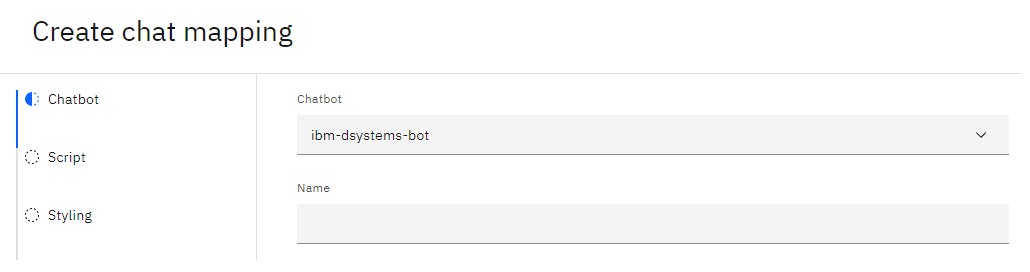 Create chat mapping
Chatbot
Script
Styling
Chatbot
ibm-dsystems-bot
Name